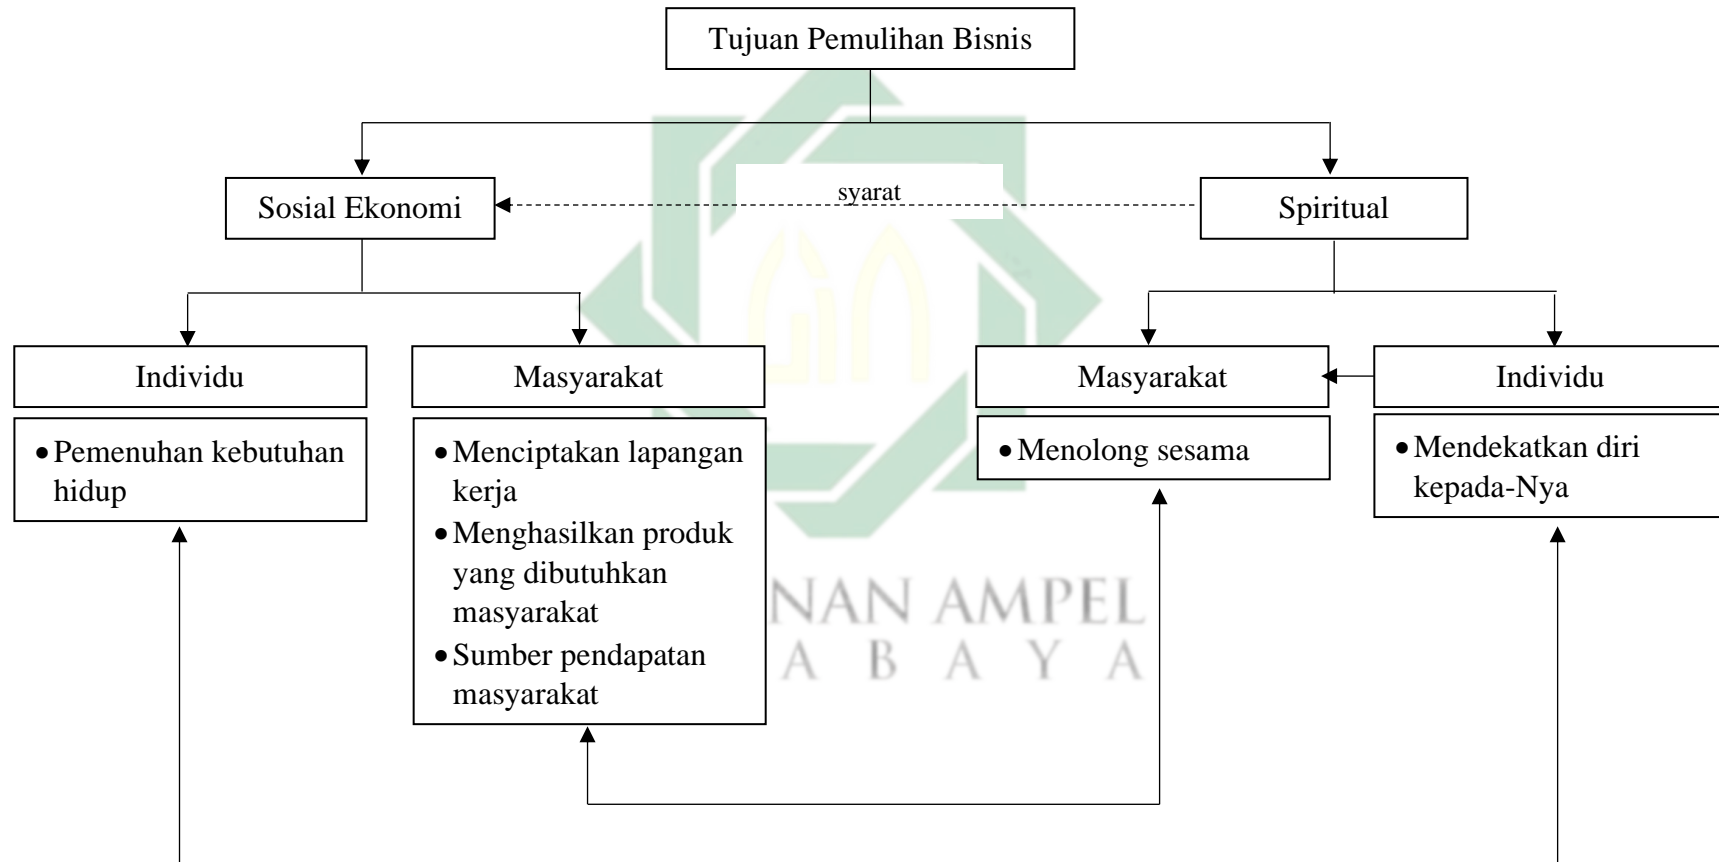 Tujuan Pemulihan Bisnis
Sosial Ekonomi
syarat
Spiritual
Individu
Masyarakat
Masyarakat
Individu
• Pemenuhan kebutuhan
hidup
• Menciptakan lapangan
kerja
• Menghasilkan produk
yang dibutuhkan
masyarakat
• Sumber pendapatan
masyarakat
• Menolong sesama
• Mendekatkan diri
kepada-Nya
NAN AMPEL
A B A Y A